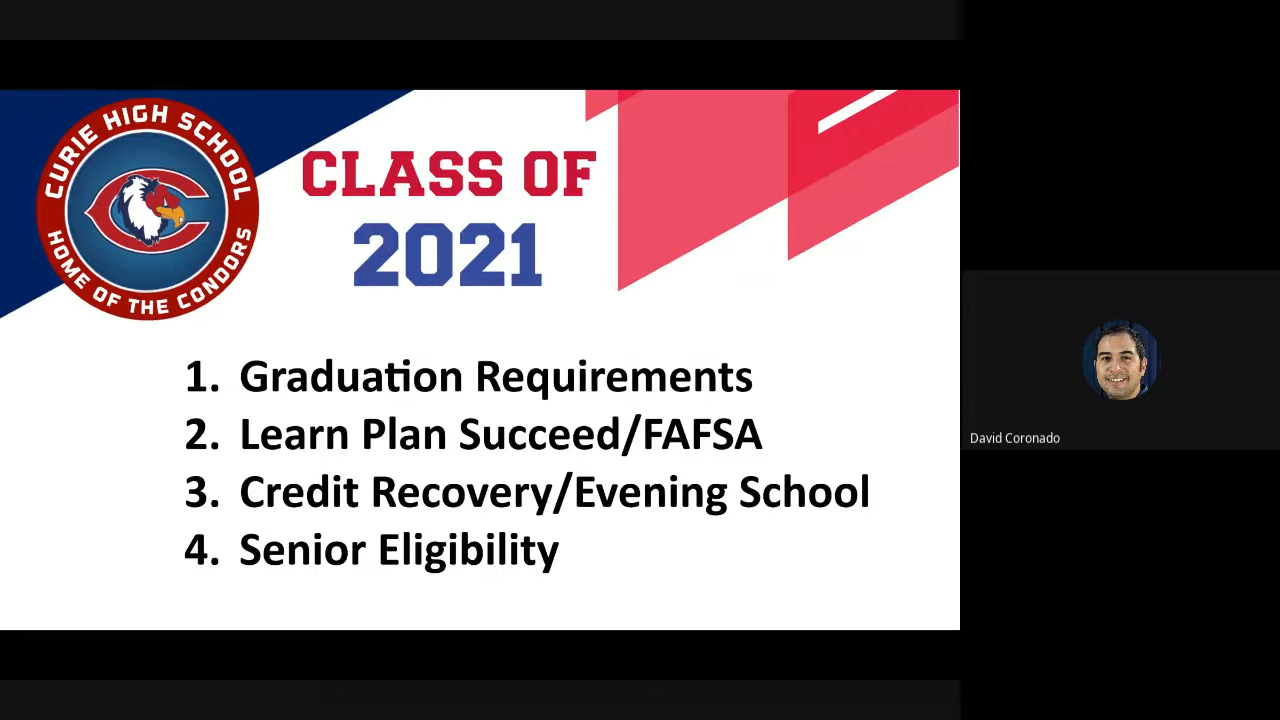 CURIE HIGH SCHOOL
HOME OF THE CONDORS
C
CLASS OF
2021
1. Graduation Requirements
2. Learn Plan Succeed/FAFSA
3. Credit Recovery/Evening School
4. Senior Eligibility
David Coronado